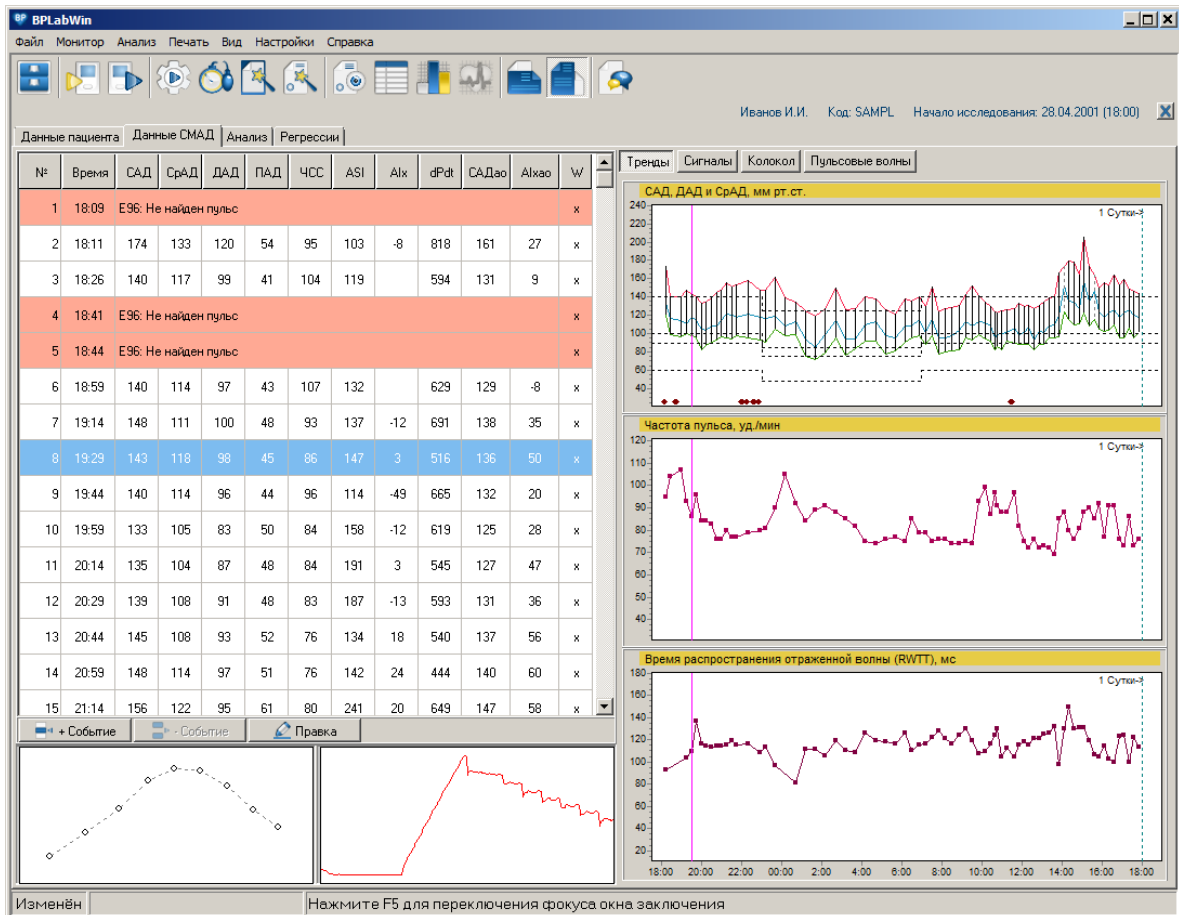 BPLabWin
Файл Монитор Анализ Печать Вид Настройки Справка
Иванов И.И. Код: SAMPL Начало исследования: 28.04.2001 (18:00)
Данные пациента Данные СМАД Анализ Регрессии
№ Время САД СрАД ДАД ПАД ЧСС ASI AIx dPdt САДао AIxao W
1 18:09 E96: Не найден пульс x
2 18:11 174 133 120 54 95 103 -8 818 161 27 x
3 18:26 140 117 99 41 104 119 594 131 9 x
4 18:41 E96: Не найден пульс x
5 18:44 E96: Не найден пульс x
6 18:59 140 114 97 43 107 132 629 129 -8 x
7 19:14 148 111 100 48 93 137 -12 691 138 35 x
8 19:29 143 118 98 45 86 147 3 516 136 50 x
9 19:44 140 114 96 44 96 114 -49 665 132 20 x
10 19:59 133 105 83 50 84 158 -12 619 125 28 x
11 20:14 135 104 87 48 84 191 3 545 127 47 x
12 20:29 139 108 91 48 83 187 -13 593 131 36 x
13 20:44 145 108 93 52 76 134 18 540 137 56 x
14 20:59 148 114 97 51 76 142 24 444 140 60 x
15 21:14 156 122 95 61 80 241 20 649 147 58 x
+ Событие - Событие Правка
Тренды Сигналы Колокол Пульсовые волны
САД, ДАД и СрАД, мм рт.ст.
1 Сутки->
240
220
200
180
160
140
120
100
80
60
40
Частота пульса, уд./мин
1 Сутки->
120
110
100
90
80
70
60
50
40
Время распространения отраженной волны (RWTT), мс
1 Сутки->
180
160
140
120
100
80
60
40
20
18:00 20:00 22:00 00:00 2:00 4:00 6:00 8:00 10:00 12:00 14:00 16:00 18:00
Изменён Нажмите F5 для переключения фокуса окна заключения